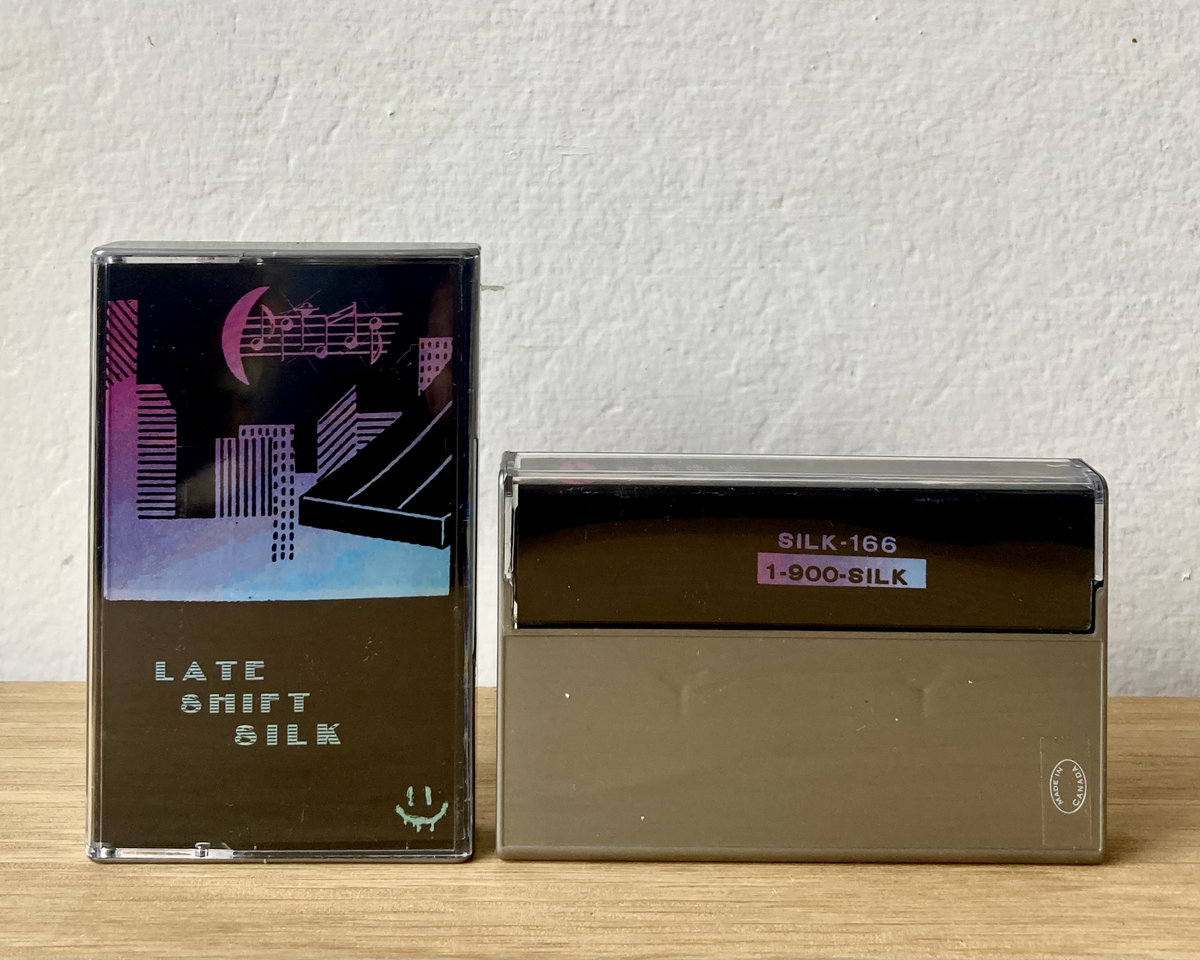 LATE
SHIFT
SILK
SILK-166
1-900-SILK
MADE IN
CANADA